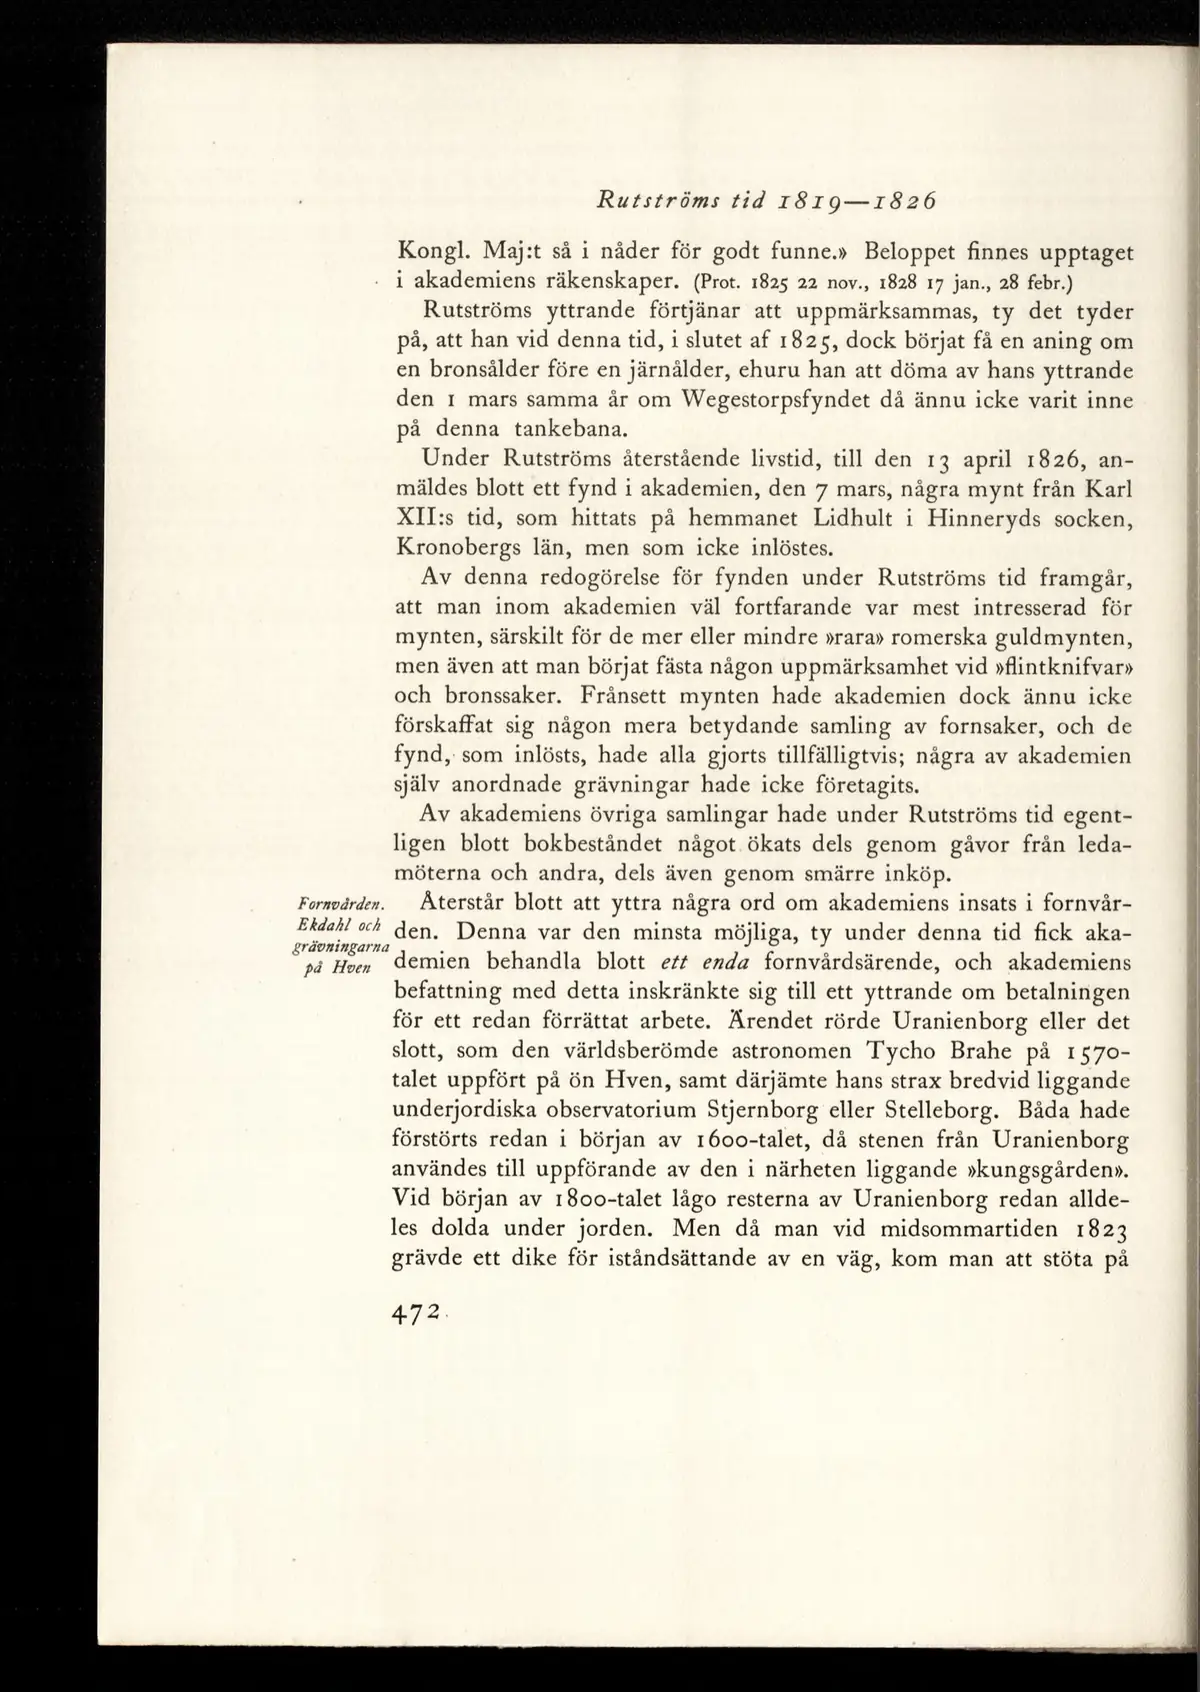 Rutströms tid 1819—1826
Kongl. Maj:t så i nåder för godt funne.» Beloppet finnes upptaget
i akademiens räkenskaper. (Prot. 1825 22 nov., 1828 17 jan., 28 febr.)
Rutströms yttrande förtjänar att uppmärksammas, ty det tyder
på, att han vid denna tid, i slutet af 1825, dock börjat få en aning om
en bronsålder före en järnålder, ehuru han att döma av hans yttrande
den 1 mars samma år om Wegestorpsfyndet då ännu icke varit inne
på denna tankebana.
Under Rutströms återstående livstid, till den 13 april 1826, an-
mäldes blott ett fynd i akademien, den 7 mars, några mynt från Karl
XII:s tid, som hittats på hemmanet Lidhult i Hinneryds socken,
Kronobergs län, men som icke inlöstes.
Av denna redogörelse för fynden under Rutströms tid framgår,
att man inom akademien väl fortfarande var mest intresserad för
mynten, särskilt för de mer eller mindre »rara» romerska guldmynten,
men även att man börjat fästa någon uppmärksamhet vid »flintknifvar»
och bronssaker. Frånsett mynten hade akademien dock ännu icke
förskaffat sig någon mera betydande samling av fornsaker, och de
fynd, som inlösts, hade alla gjorts tillfälligtvis; några av akademien
själv anordnade grävningar hade icke företagits.
Av akademiens övriga samlingar hade under Rutströms tid egent-
ligen blott bokbeståndet något ökats dels genom gåvor från leda-
möterna och andra, dels även genom smärre inköp.
Fornvården.
Ekdahl och
grävningarna
på Hven
Återstår blott att yttra några ord om akademiens insats i fornvår-
den. Denna var den minsta möjliga, ty under denna tid fick aka-
demien behandla blott ett enda fornvårdsärende, och akademiens
befattning med detta inskränkte sig till ett yttrande om betalningen
för ett redan förrättat arbete. Ärendet rörde Uranienborg eller det
slott, som den världsberömde astronomen Tycho Brahe på 1570-
talet uppfört på ön Hven, samt därjämte hans strax bredvid liggande
underjordiska observatorium Stjernborg eller Stelleborg. Båda hade
förstörts redan i början av 1600-talet, då stenen från Uranienborg
användes till uppförande av den i närheten liggande »kungsgården».
Vid början av 1800-talet lågo resterna av Uranienborg redan allde-
les dolda under jorden. Men då man vid midsommartiden 1823
grävde ett dike för iståndsättande av en väg, kom man att stöta på
472